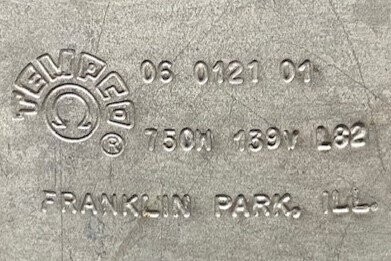 TEMPCO ®
06 0121 01
750W 139V L82
FRANKLIN PARK, ILL.